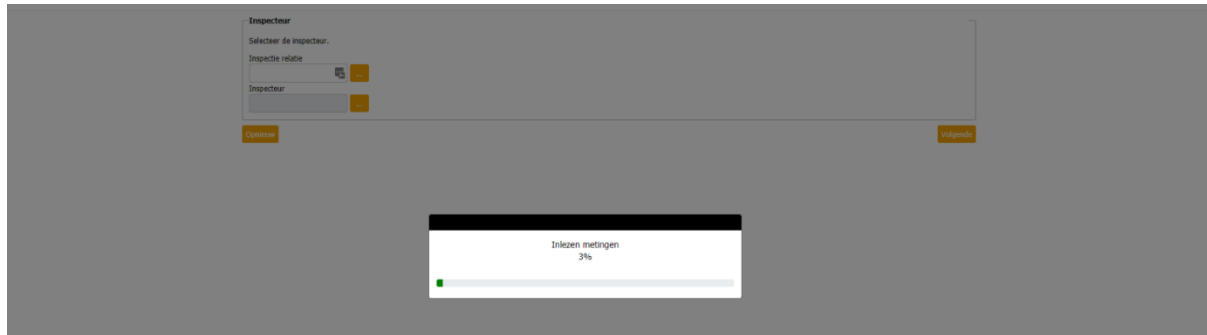 Inspecteur
Selecteer de inspecteur.
Inspectie relatie
...
Inspecteur
...
Opnieuw
Volgende
Inlezen metingen
3%